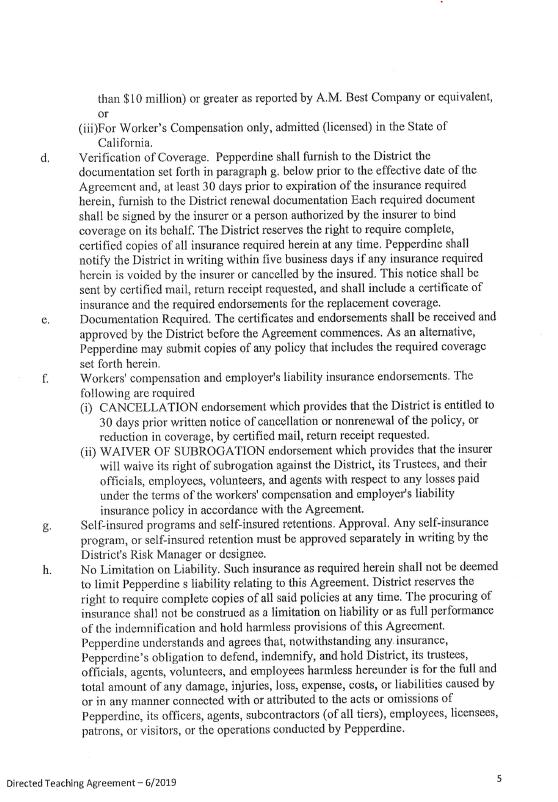 than $10 million) or greater as reported by A.M. Best Company or equivalent,
or
(iii)For Worker's Compensation only, admitted (licensed) in the State of
California.
d. Verification of Coverage. Pepperdine shall furnish to the District the
documentation set forth in paragraph g. below prior to the effective date of the
Agreement and, at least 30 days prior to expiration of the insurance required
herein, furnish to the District renewal documentation Each required document
shall be signed by the insurer or a person authorized by the insurer to bind
coverage on its behalf. The District reserves the right to require complete,
certified copies of all insurance required herein at any time. Pepperdine shall
notify the District in writing within five business days if any insurance required
herein is voided by the insurer or cancelled by the insured. This notice shall be
sent by certified mail, return receipt requested, and shall include a certificate of
insurance and the required endorsements for the replacement coverage.
e. Documentation Required. The certificates and endorsements shall be received and
approved by the District before the Agreement commences. As an alternative,
Pepperdine may submit copies of any policy that includes the required coverage
set forth herein.
f. Workers' compensation and employer's liability insurance endorsements. The
following are required
(i) CANCELLATION endorsement which provides that the District is entitled to
30 days prior written notice of cancellation or nonrenewal of the policy, or
reduction in coverage, by certified mail, return receipt requested.
(ii) WAIVER OF SUBROGATION endorsement which provides that the insurer
will waive its right of subrogation against the District, its Trustees, and their
officials, employees, volunteers, and agents with respect to any losses paid
under the terms of the workers' compensation and employer's liability
insurance policy in accordance with the Agreement.
g. Self-insured programs and self-insured retentions. Approval. Any self-insurance
program, or self-insured retention must be approved separately in writing by the
District's Risk Manager or designee.
h. No Limitation on Liability. Such insurance as required herein shall not be deemed
to limit Pepperdine s liability relating to this Agreement. District reserves the
right to require complete copies of all said policies at any time. The procuring of
insurance shall not be construed as a limitation on liability or as full performance
of the indemnification and hold harmless provisions of this Agreement.
Pepperdine understands and agrees that, notwithstanding any insurance,
Pepperdine's obligation to defend, indemnify, and hold District, its trustees,
officials, agents, volunteers, and employees harmless hereunder is for the full and
total amount of any damage, injuries, loss, expense, costs, or liabilities caused by
or in any manner connected with or attributed to the acts or omissions of
Pepperdine, its officers, agents, subcontractors (of all tiers), employees, licensees,
patrons, or visitors, or the operations conducted by Pepperdine.
Directed Teaching Agreement – 6/2019 5